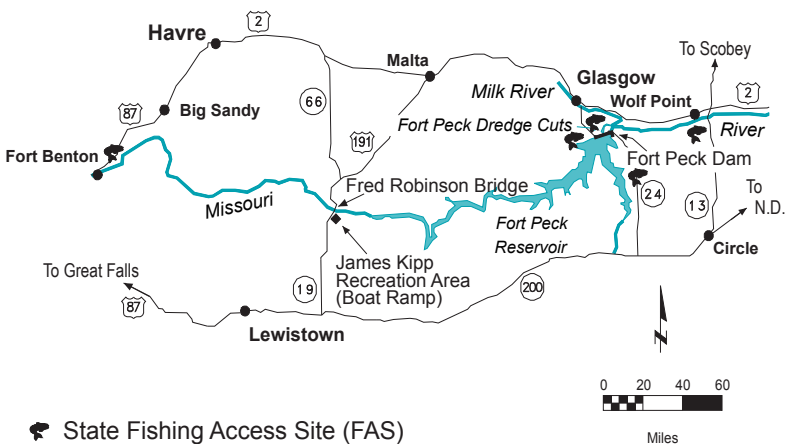 Havre
2
Malta
To Scobey
Glasgow
Milk River
Wolf Point
2
87
Big Sandy
66
191
Fort Peck Dredge Cuts
River
Fort Benton
Fort Peck Dam
Fred Robinson Bridge
24
To
N.D.
Missouri
13
Fort Peck
Reservoir
Circle
James Kipp
Recreation Area
(Boat Ramp)
To Great Falls
87
19
200
Lewistown
N
0 20 40 60
Miles
State Fishing Access Site (FAS)